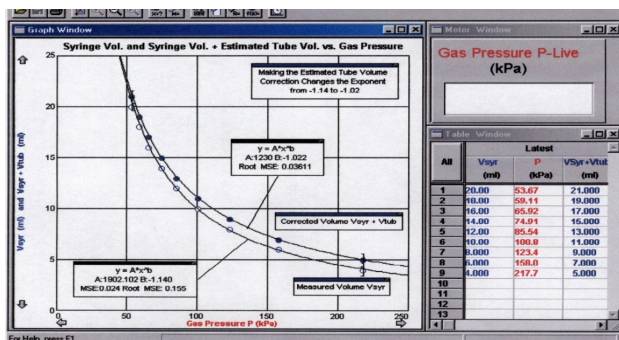 Graph Window
Syringe Vol. and Syringe Vol. + Estimated Tube Vol. vs. Gas Pressure
Vsyr (ml) and Vsyr + Vtub (ml)
25
20
15
10
5
0
Making the Estimated Tube Volume
Correction Changes the Exponent
from -1.14 to -1.02
y = A*x^b
A:1230 B:-1.022
Root MSE: 0.03611
Corrected Volume Vsyr + Vtub
y = A*x^b
A:1902.102 B:-1.140
MSE:0.024 Root MSE: 0.155
Measured Volume Vsyr
0 50 100 150 200 250
Gas Pressure P (kPa)
For Help, press F1
Meter Window
Gas Pressure P-Live
(kPa)
Table Window
Latest
All Vsyr P VSyr+Vtub
(ml) (kPa) (ml)
1 20.00 53.67 21.000
2 18.00 59.11 19.000
3 16.00 65.92 17.000
4 14.00 74.91 15.000
5 12.00 85.54 13.000
6 10.00 100.8 11.000
7 8.000 123.4 9.000
8 6.000 158.0 7.000
9 4.000 217.7 5.000
10
11
12
13